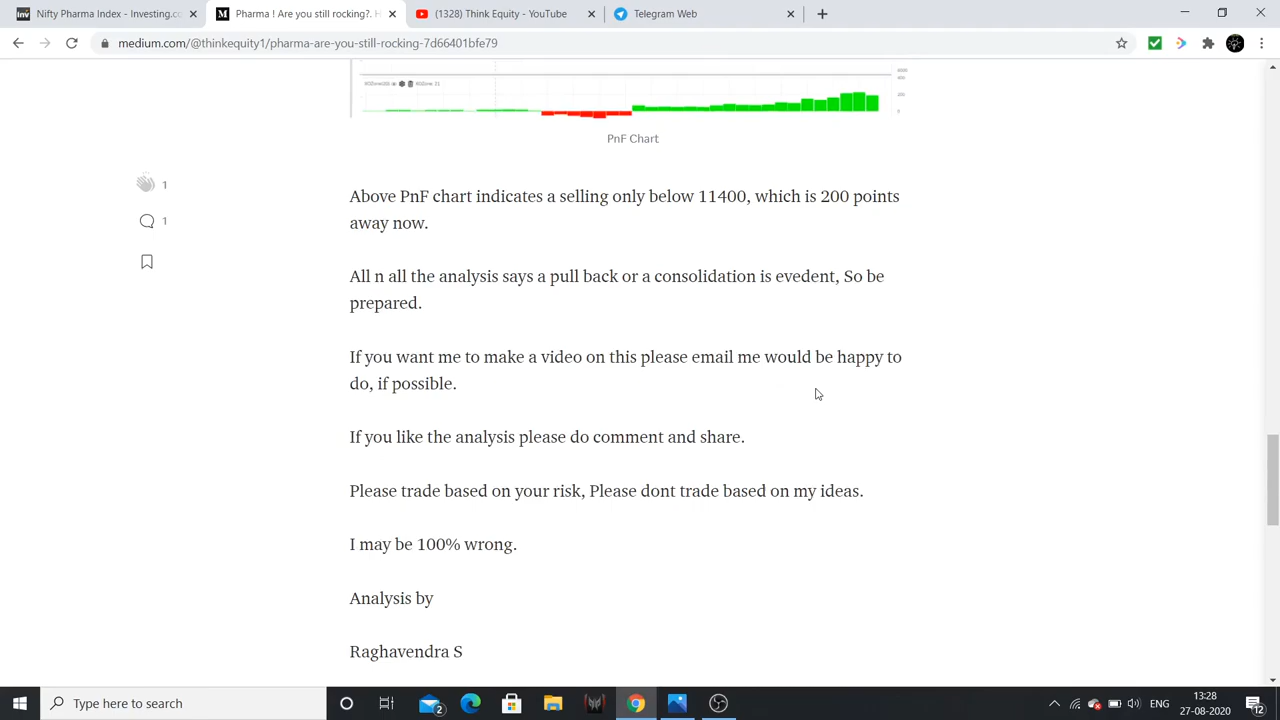 Nifty Pharma Index - Investing.co
Pharma ! Are you still rocking?. H
(1328) Think Equity - YouTube
Telegram Web
medium.com/@thinkequity1/pharma-are-you-still-rocking-7d66401bfe79
PnF Chart
1
1
Above PnF chart indicates a selling only below 11400, which is 200 points
away now.
All n all the analysis says a pull back or a consolidation is evedent, So be
prepared.
If you want me to make a video on this please email me would be happy to
do, if possible.
If you like the analysis please do comment and share.
Please trade based on your risk, Please dont trade based on my ideas.
I may be 100% wrong.
Analysis by
Raghavendra S
Type here to search
2
ENG
13:28
27-08-2020
12